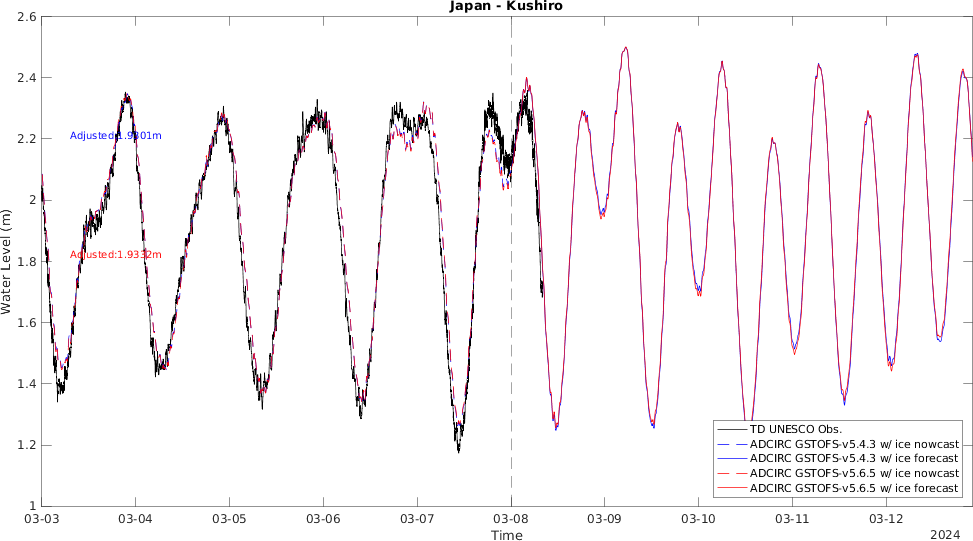 Japan - Kushiro
2.6
2.4
2.2
2
1.8
1.6
1.4
1.2
1
Water Level (m)
Adjusted:1.9301m
Adjusted:1.9332m
TD UNESCO Obs.
ADCIRC GSTOFS-v5.4.3 w/ ice nowcast
ADCIRC GSTOFS-v5.4.3 w/ ice forecast
ADCIRC GSTOFS-v5.6.5 w/ ice nowcast
ADCIRC GSTOFS-v5.6.5 w/ ice forecast
03-03 03-04 03-05 03-06 03-07 03-08 03-09 03-10 03-11 03-12
Time
2024